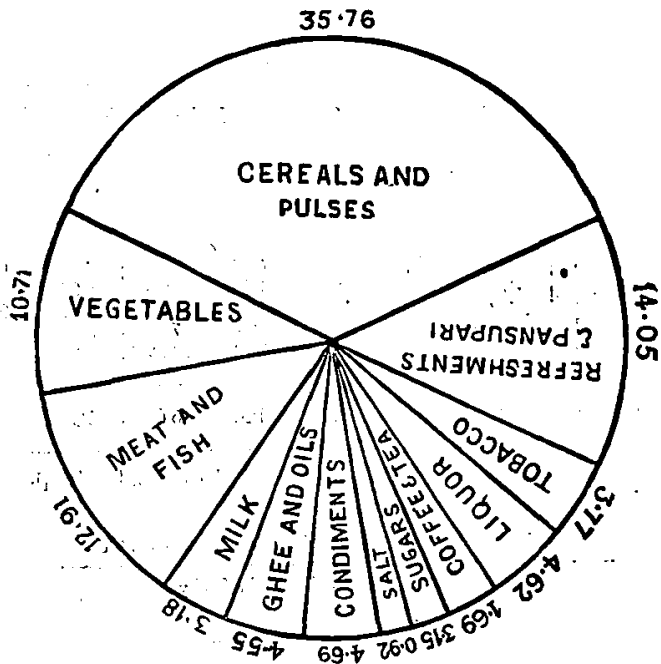 35·76
CEREALS AND
PULSES
14·05
REFRESHMENTS
& PANSUPARI
TOBACCO
3·77
LIQUOR
4·62
COFFEE & TEA
1·69
SUGARS
3·15
SALT
0·92
CONDIMENTS
4·69
GHEE AND OILS
4·55
MILK
3·18
MEAT AND
FISH
12·91
VEGETABLES
10·71